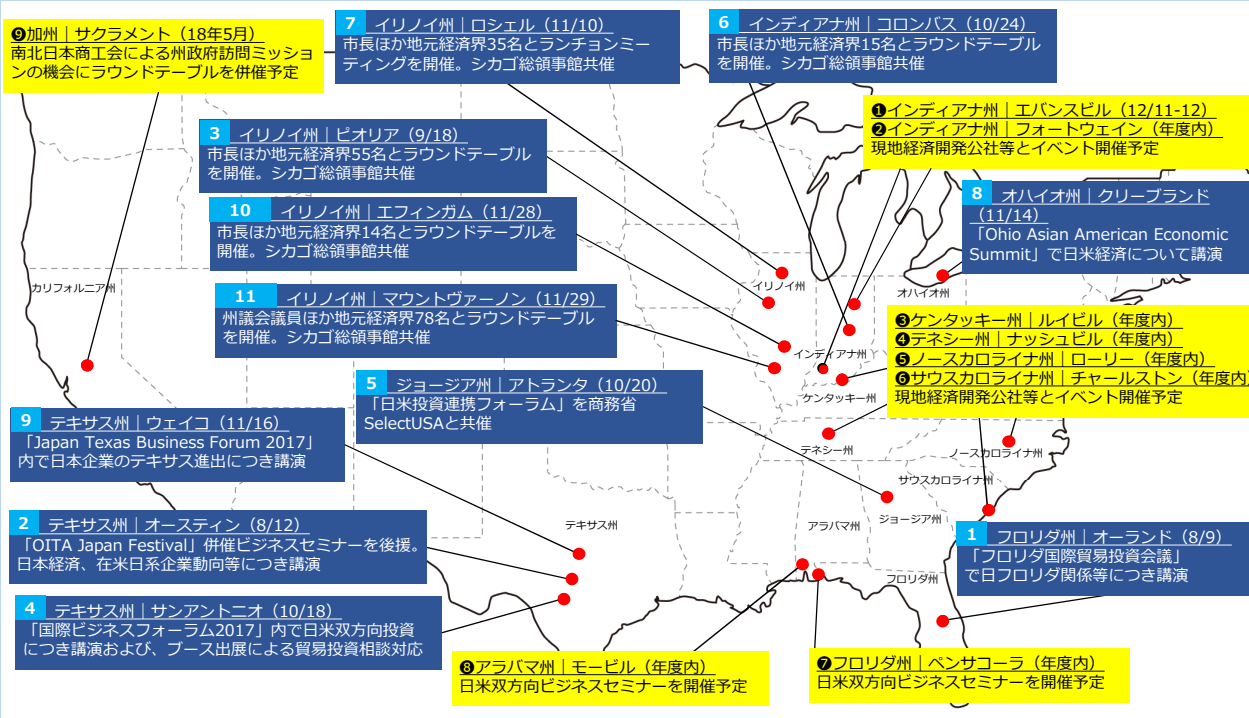 ❾加州｜サクラメント（18年5月）
南北日本商工会による州政府訪問ミッショ
ンの機会にラウンドテーブルを併催予定
7 イリノイ州｜ロシェル（11/10）
市長ほか地元経済界35名とランチョンミー
ティングを開催。シカゴ総領事館共催
6 インディアナ州｜コロンバス（10/24）
市長ほか地元経済界15名とラウンドテーブル
を開催。シカゴ総領事館共催
❶インディアナ州｜エバンスビル（12/11-12）
❷インディアナ州｜フォートウェイン（年度内）
現地経済開発公社等とイベント開催予定
3 イリノイ州｜ピオリア（9/18）
市長ほか地元経済界55名とラウンドテーブル
を開催。シカゴ総領事館共催
8 オハイオ州｜クリーブランド
（11/14）
「Ohio Asian American Economic
Summit」で日米経済について講演
10 イリノイ州｜エフィンガム（11/28）
市長ほか地元経済界14名とラウンドテーブルを
開催。シカゴ総領事館共催
11 イリノイ州｜マウントヴァーノン（11/29）
州議会議員ほか地元経済界78名とラウンドテーブル
を開催。シカゴ総領事館共催
カリフォルニア州
イリノイ州
オハイオ州
インディアナ州
ケンタッキー州
❸ケンタッキー州｜ルイビル（年度内）
❹テネシー州｜ナッシュビル（年度内）
❺ノースカロライナ州｜ローリー（年度内）
❻サウスカロライナ州｜チャールストン（年度内）
現地経済開発公社等とイベント開催予定
5 ジョージア州｜アトランタ（10/20）
「日米投資連携フォーラム」を商務省
SelectUSAと共催
9 テキサス州｜ウェイコ（11/16）
「Japan Texas Business Forum 2017」
内で日本企業のテキサス進出につき講演
テネシー州
ノースカロライナ州
サウスカロライナ州
テキサス州
アラバマ州
ジョージア州
フロリダ州
2 テキサス州｜オースティン（8/12）
「OITA Japan Festival」併催ビジネスセミナーを後援。
日本経済、在米日系企業動向等につき講演
1 フロリダ州｜オーランド（8/9）
「フロリダ国際貿易投資会議」
で日フロリダ関係等につき講演
4 テキサス州｜サンアントニオ（10/18）
「国際ビジネスフォーラム2017」内で日米双方向投資
につき講演および、ブース出展による貿易投資相談対応
❽アラバマ州｜モービル（年度内）
日米双方向ビジネスセミナーを開催予定
❼フロリダ州｜ペンサコーラ（年度内）
日米双方向ビジネスセミナーを開催予定